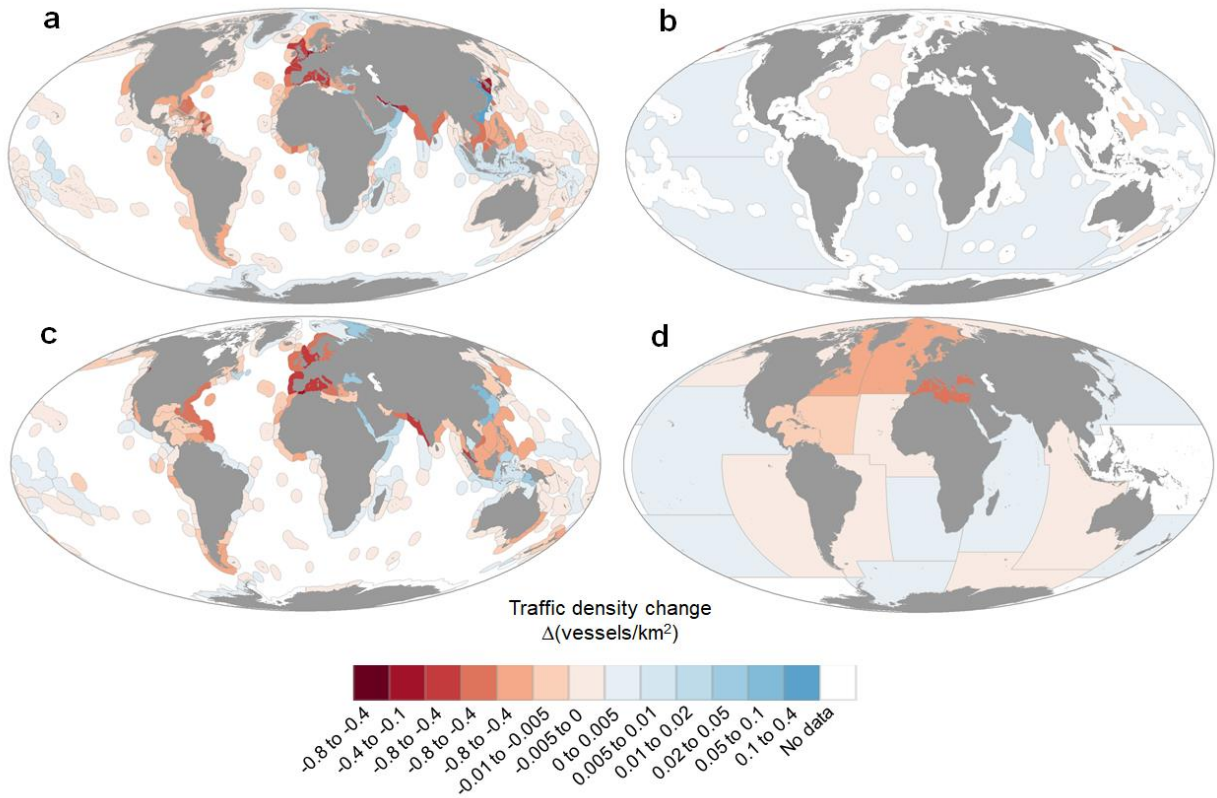 a
b
c
d
Traffic density change
Δ(vessels/km²)
-0.8 to -0.4
-0.4 to -0.1
-0.8 to -0.4
-0.8 to -0.4
-0.8 to -0.4
-0.01 to -0.005
-0.005 to 0
0 to 0.005
0.005 to 0.01
0.01 to 0.02
0.02 to 0.05
0.05 to 0.1
0.1 to 0.4
No data